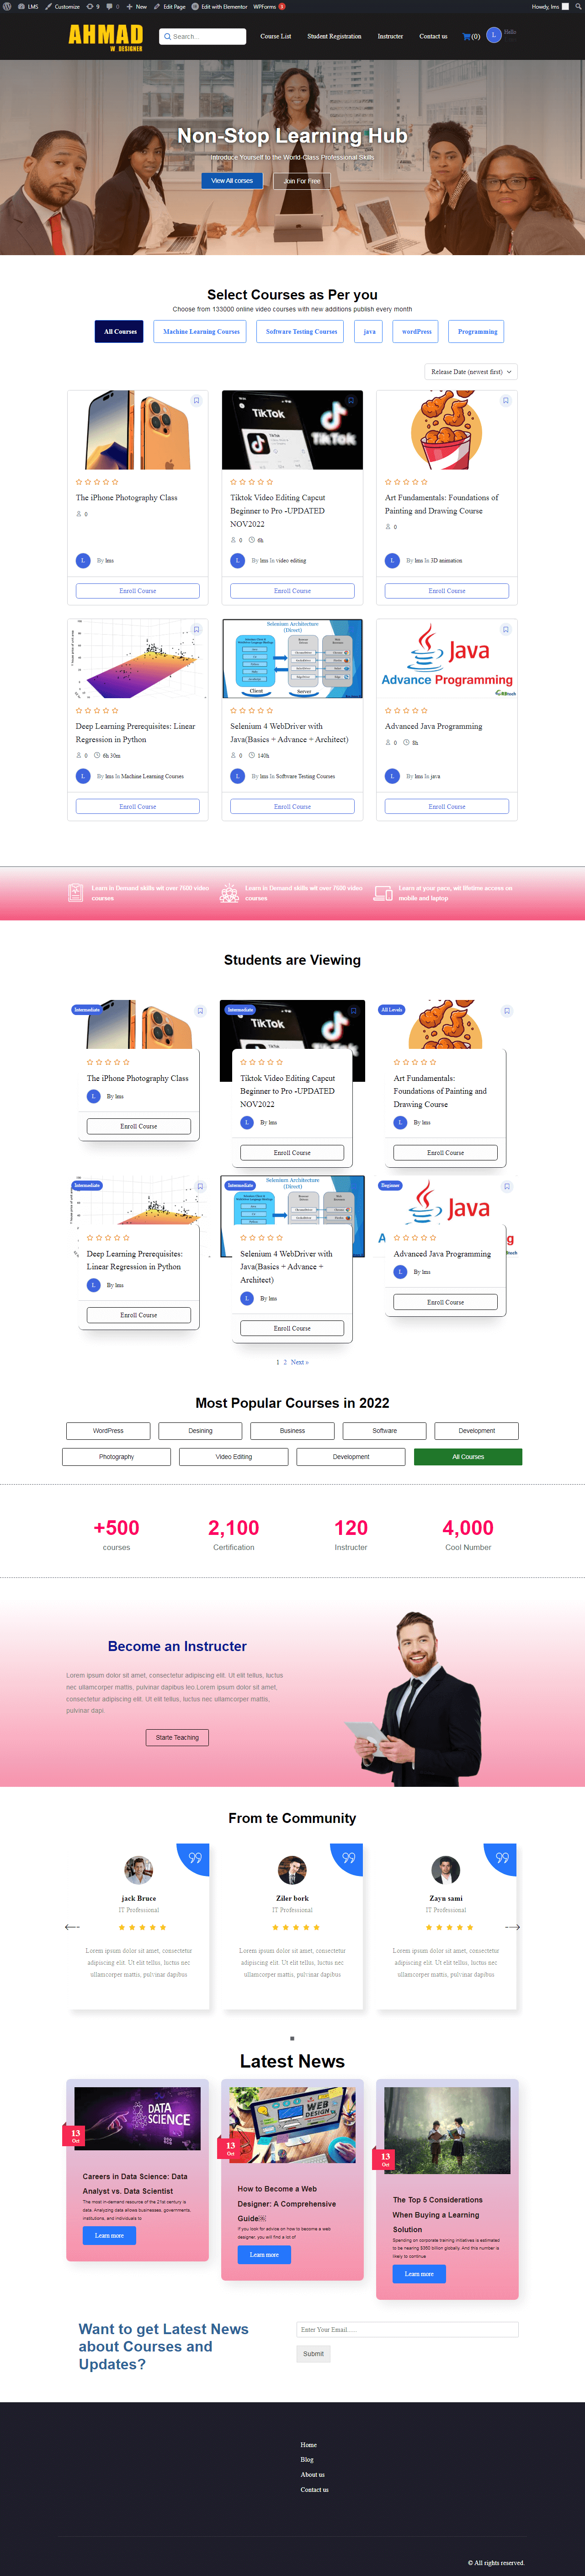 LMS Customize 9 0 New Edit Page Edit with Elementor WPForms 1 Howdy, lms
AHMAD
W DESIGNER
Search...
Course List Student Registration Instructer Contact us (0) L Hello
Non-Stop Learning Hub
Introduce Yourself to the World-Class Professional Skills
View All corses Join For Free
Select Courses as Per you
Choose from 133000 online video courses with new additions publish every month
All Courses Machine Learning Courses Software Testing Courses java wordPress Programming
Release Date (newest first)
TikTok
TikTok
The iPhone Photography Class
0
L By lms
Enroll Course
Tiktok Video Editing Capcut
Beginner to Pro -UPDATED
NOV2022
0 6h
L By lms In video editing
Enroll Course
Art Fundamentals: Foundations of
Painting and Drawing Course
0
L By lms In 3D animation
Enroll Course
Selenium Architecture
(Direct)
Client Server
Java
Advance Programming
Deep Learning Prerequisites: Linear
Regression in Python
0 6h 30m
L By lms In Machine Learning Courses
Enroll Course
Selenium 4 WebDriver with
Java(Basics + Advance + Architect)
0 140h
L By lms In Software Testing Courses
Enroll Course
Advanced Java Programming
0 8h
L By lms In java
Enroll Course
Learn in Demand skills wit over 7600 video
courses
Learn in Demand skills wit over 7600 video
courses
Learn at your pace, wit lifetime access on
mobile and laptop
Students are Viewing
Intermediate
The iPhone Photography Class
L By lms
Enroll Course
Intermediate
TikTok
Tiktok Video Editing Capcut
Beginner to Pro -UPDATED
NOV2022
L By lms
Enroll Course
All Levels
Art Fundamentals:
Foundations of Painting and
Drawing Course
L By lms
Enroll Course
Intermediate
Deep Learning Prerequisites:
Linear Regression in Python
L By lms
Enroll Course
Intermediate
Selenium Architecture
(Direct)
Selenium 4 WebDriver with
Java(Basics + Advance +
Architect)
L By lms
Enroll Course
Beginner
Java
Advanced Java Programming
L By lms
Enroll Course
1 2 Next »
Most Popular Courses in 2022
WordPress Desining Business Software Development
Photography Video Editing Development All Courses
+500 2,100 120 4,000
courses Certification Instructer Cool Number
Become an Instructer
Lorem ipsum dolor sit amet, consectetur adipiscing elit. Ut elit tellus, luctus
nec ullamcorper mattis, pulvinar dapibus leo.Lorem ipsum dolor sit amet,
consectetur adipiscing elit. Ut elit tellus, luctus nec ullamcorper mattis,
pulvinar dapi.
Starte Teaching
From te Community
jack Bruce
IT Professional
Lorem ipsum dolor sit amet, consectetur
adipiscing elit. Ut elit tellus, luctus nec
ullamcorper mattis, pulvinar dapibus
Ziler bork
IT Professional
Lorem ipsum dolor sit amet, consectetur
adipiscing elit. Ut elit tellus, luctus nec
ullamcorper mattis, pulvinar dapibus
Zayn sami
IT Professional
Lorem ipsum dolor sit amet, consectetur
adipiscing elit. Ut elit tellus, luctus nec
ullamcorper mattis, pulvinar dapibus
Latest News
DATA
SCIENCE
13
Oct
Careers in Data Science: Data
Analyst vs. Data Scientist
The most in-demand resource of the 21st century is
data. Analyzing data allows businesses, governments,
institutions, and individuals to
Learn more
WEB
DESIGN
13
Oct
How to Become a Web
Designer: A Comprehensive
Guide
If you look for advice on how to become a web
designer, you will find a lot of
Learn more
13
Oct
The Top 5 Considerations
When Buying a Learning
Solution
Spending on corporate training initiatives is estimated
to be nearing $360 billion globally. And this number is
likely to continue
Learn more
Want to get Latest News
about Courses and
Updates?
Enter Your Email.....
Submit
Home
Blog
About us
Contact us
© All rights reserved.